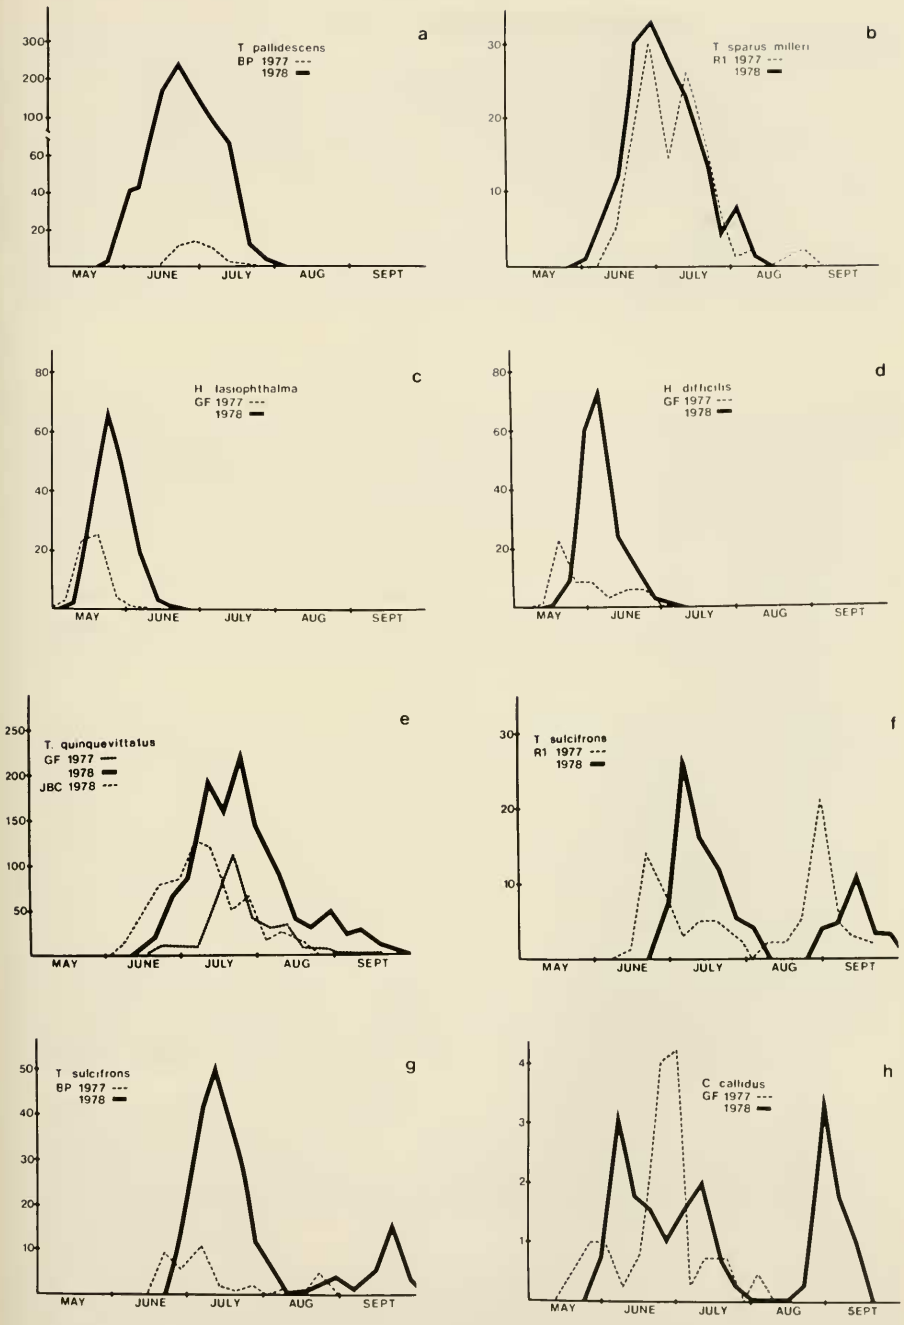 a
T pallidescens
BP 1977 ---
1978
300
200
100
60
40
20
MAY JUNE JULY AUG SEPT
b
T sparus milleri
R1 1977 ---
1978
30
20
10
MAY JUNE JULY AUG SEPT
c
H lasiophthalma
GF 1977 ---
1978
80
60
40
20
MAY JUNE JULY AUG SEPT
d
H difficilis
GF 1977 ---
1978
80
60
40
20
MAY JUNE JULY AUG SEPT
e
T. quinquevittatus
GF 1977
1978
JBC 1978 ---
250
200
150
100
50
MAY JUNE JULY AUG SEPT
f
T sulcifrons
R1 1977 ---
1978
30
20
10
MAY JUNE JULY AUG SEPT
g
T sulcifrons
BP 1977 ---
1978
50
40
30
20
10
MAY JUNE JULY AUG SEPT
h
C callidus
GF 1977 ---
1978
4
3
2
1
MAY JUNE JULY AUG SEPT